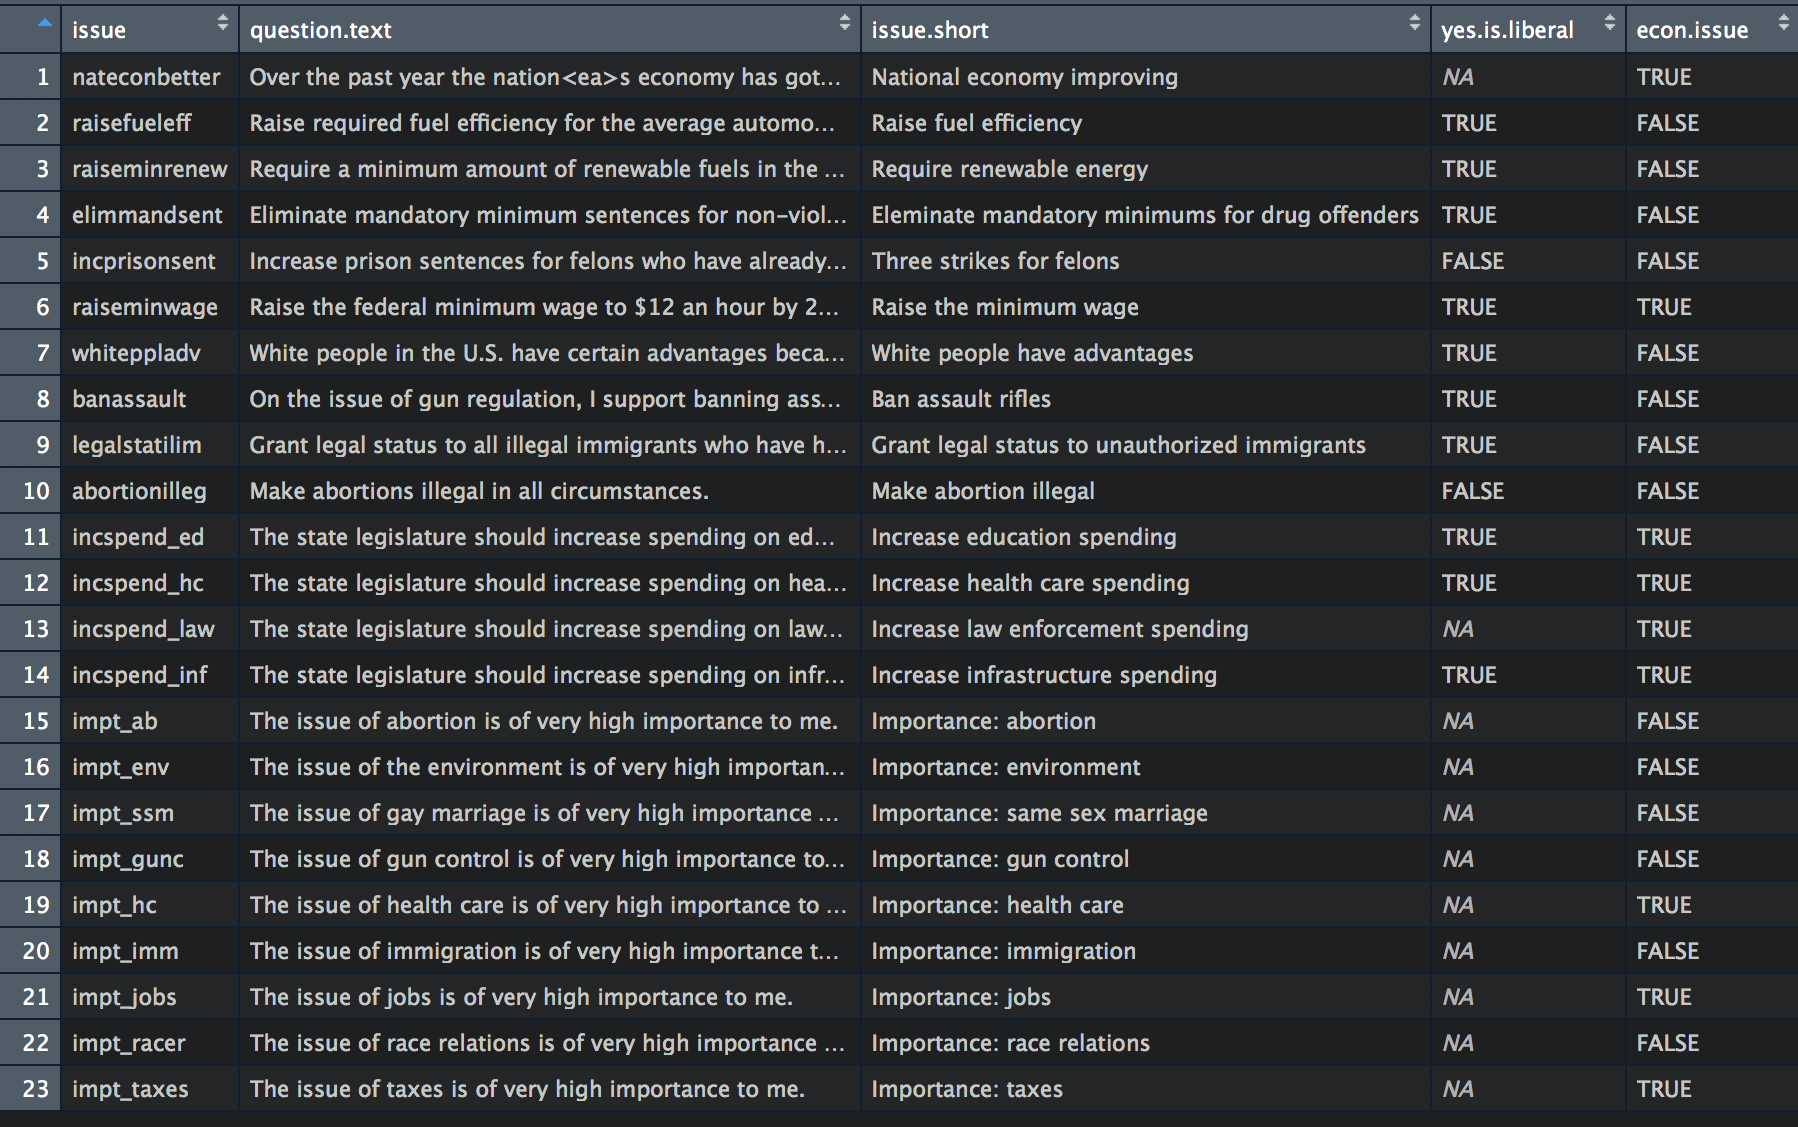 issue question.text issue.short yes.is.liberal econ.issue
1 nateconbetter Over the past year the nation<ea>s economy has got... National economy improving NA TRUE
2 raisefueleff Raise required fuel efficiency for the average automo... Raise fuel efficiency TRUE FALSE
3 raiseminrenew Require a minimum amount of renewable fuels in the ... Require renewable energy TRUE FALSE
4 elimmandsent Eliminate mandatory minimum sentences for non-viol... Eleminate mandatory minimums for drug offenders TRUE FALSE
5 incprisonsent Increase prison sentences for felons who have already... Three strikes for felons FALSE FALSE
6 raiseminwage Raise the federal minimum wage to $12 an hour by 2... Raise the minimum wage TRUE TRUE
7 whiteppladv White people in the U.S. have certain advantages beca... White people have advantages TRUE FALSE
8 banassault On the issue of gun regulation, I support banning ass... Ban assault rifles TRUE FALSE
9 legalstatilim Grant legal status to all illegal immigrants who have h... Grant legal status to unauthorized immigrants TRUE FALSE
10 abortionilleg Make abortions illegal in all circumstances. Make abortion illegal FALSE FALSE
11 incspend_ed The state legislature should increase spending on ed... Increase education spending TRUE TRUE
12 incspend_hc The state legislature should increase spending on hea... Increase health care spending TRUE TRUE
13 incspend_law The state legislature should increase spending on law... Increase law enforcement spending NA TRUE
14 incspend_inf The state legislature should increase spending on infr... Increase infrastructure spending TRUE TRUE
15 impt_ab The issue of abortion is of very high importance to me. Importance: abortion NA FALSE
16 impt_env The issue of the environment is of very high importan... Importance: environment NA FALSE
17 impt_ssm The issue of gay marriage is of very high importance ... Importance: same sex marriage NA FALSE
18 impt_gunc The issue of gun control is of very high importance to... Importance: gun control NA FALSE
19 impt_hc The issue of health care is of very high importance to ... Importance: health care NA TRUE
20 impt_imm The issue of immigration is of very high importance t... Importance: immigration NA FALSE
21 impt_jobs The issue of jobs is of very high importance to me. Importance: jobs NA TRUE
22 impt_racer The issue of race relations is of very high importance ... Importance: race relations NA FALSE
23 impt_taxes The issue of taxes is of very high importance to me. Importance: taxes NA TRUE